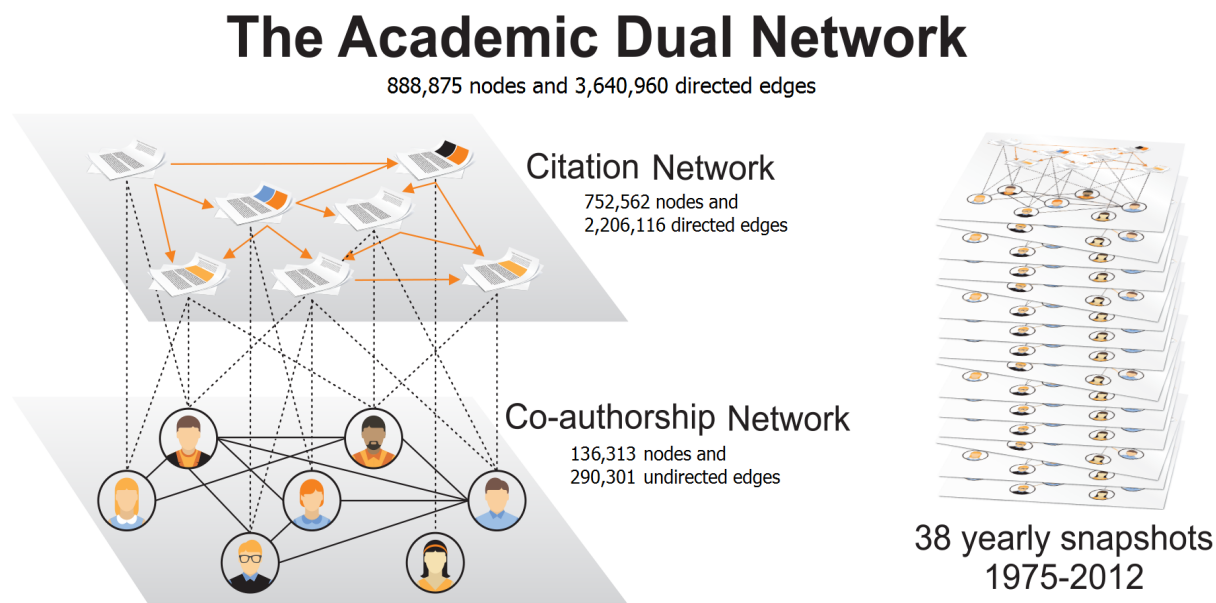 The Academic Dual Network
888,875 nodes and 3,640,960 directed edges
Citation Network
752,562 nodes and
2,206,116 directed edges
Co-authorship Network
136,313 nodes and
290,301 undirected edges
38 yearly snapshots
1975-2012